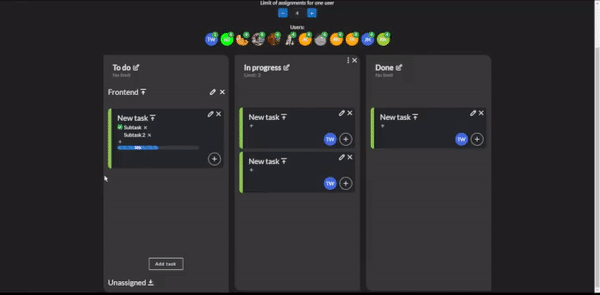 Limit of assignments for one user
- 4 +
Users:
TW
JM
To do
No limit
In progress
Limit: 3
Done
No limit
Frontend
New task
Subtask
Subtask 2
+
50%
New task
+
TW
New task
+
TW
New task
+
TW
Add task
Unassigned